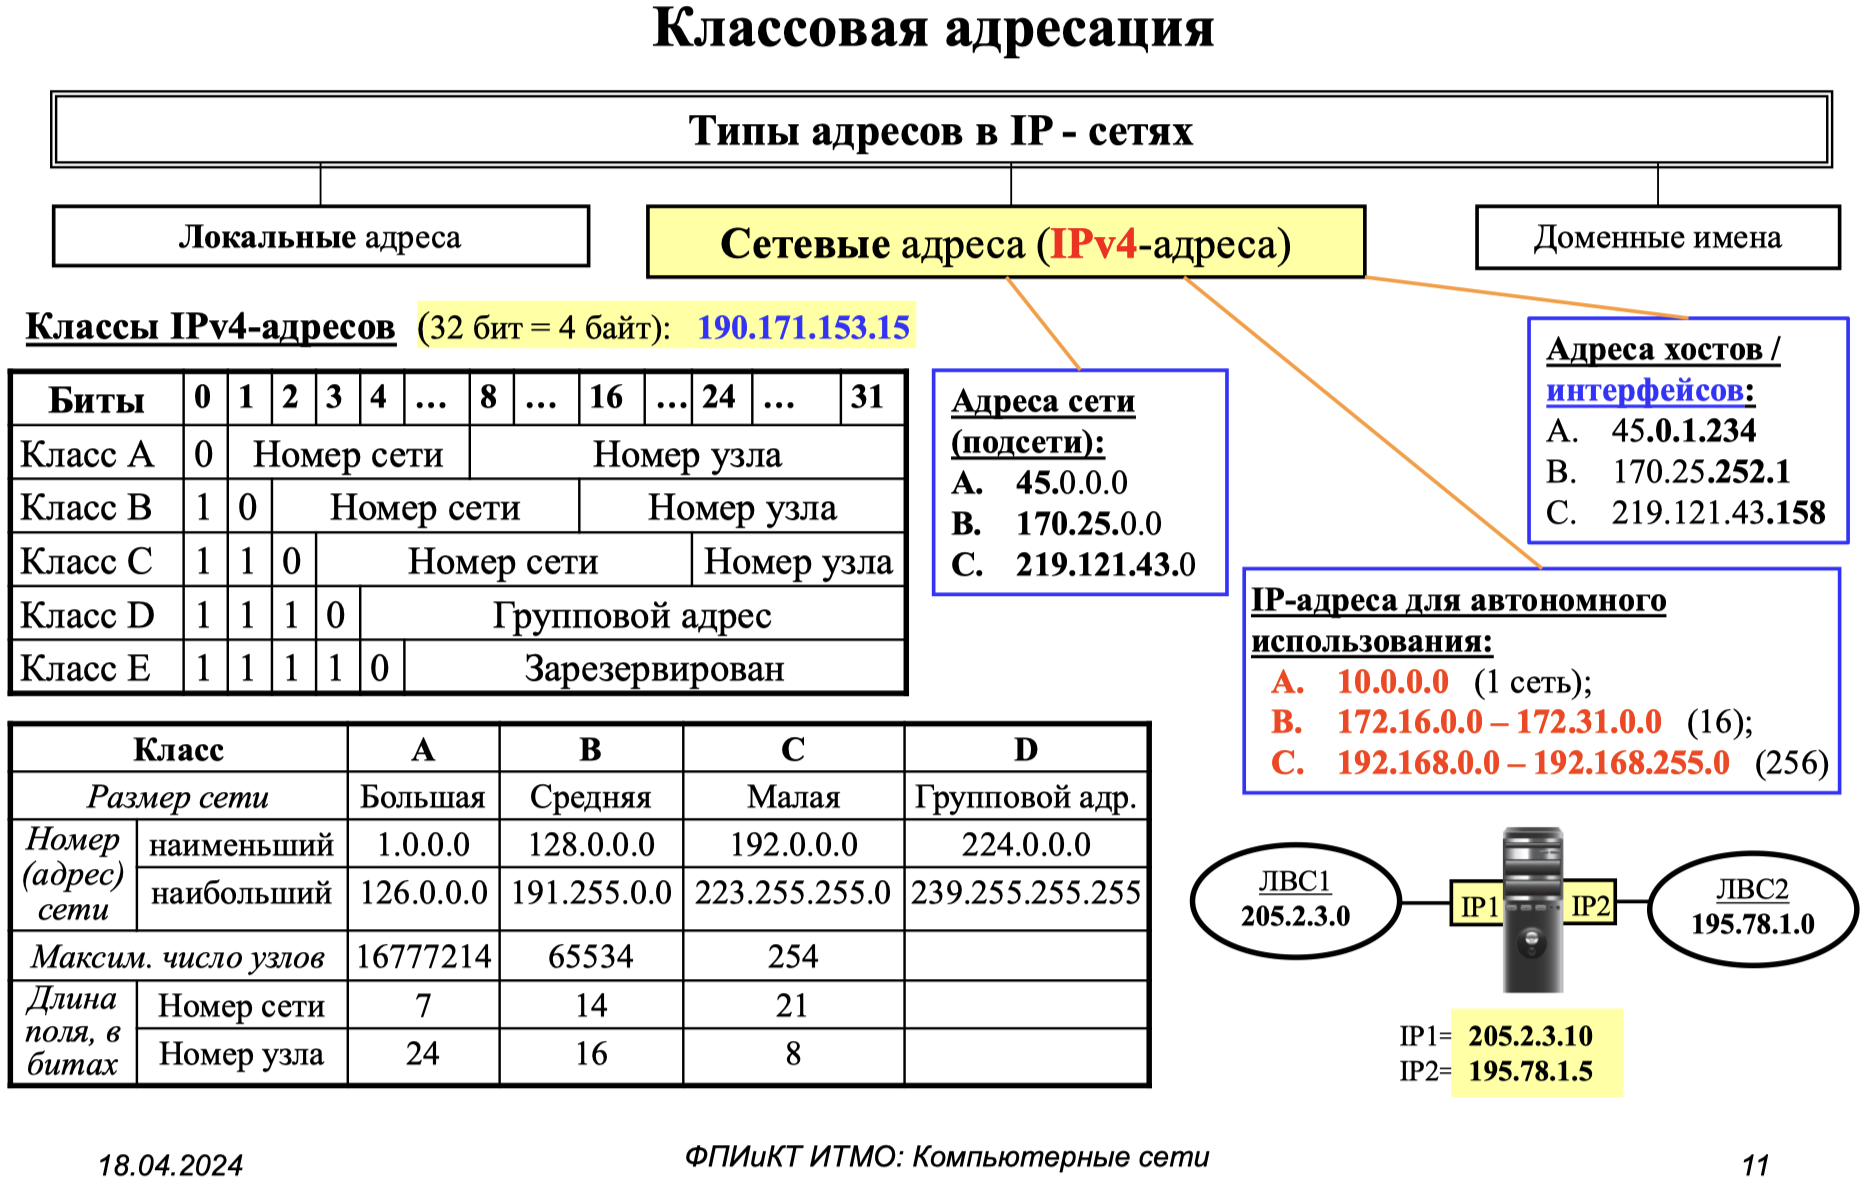 Классовая адресация
Типы адресов в IP - сетях
Локальные адреса
Сетевые адреса (IPv4-адреса)
Доменные имена
Классы IPv4-адресов (32 бит = 4 байт): 190.171.153.15
Биты 0 1 2 3 4 ... 8 ... 16 ... 24 ... 31
Класс A 0 Номер сети Номер узла
Класс B 1 0 Номер сети Номер узла
Класс C 1 1 0 Номер сети Номер узла
Класс D 1 1 1 0 Групповой адрес
Класс E 1 1 1 1 0 Зарезервирован
Адреса сети
(подсети):
A. 45.0.0.0
B. 170.25.0.0
C. 219.121.43.0
Адреса хостов /
интерфейсов:
A. 45.0.1.234
B. 170.25.252.1
C. 219.121.43.158
IP-адреса для автономного
использования:
A. 10.0.0.0 (1 сеть);
B. 172.16.0.0 – 172.31.0.0 (16);
C. 192.168.0.0 – 192.168.255.0 (256)
Класс A B C D
Размер сети Большая Средняя Малая Групповой адр.
Номер
(адрес)
сети
наименьший 1.0.0.0 128.0.0.0 192.0.0.0 224.0.0.0
наибольший 126.0.0.0 191.255.0.0 223.255.255.0 239.255.255.255
Максим. число узлов 16777214 65534 254
Длина
поля, в
битах
Номер сети 7 14 21
Номер узла 24 16 8
ЛВС1
205.2.3.0
IP1
IP2
ЛВС2
195.78.1.0
IP1= 205.2.3.10
IP2= 195.78.1.5
18.04.2024
ФПИиКТ ИТМО: Компьютерные сети
11